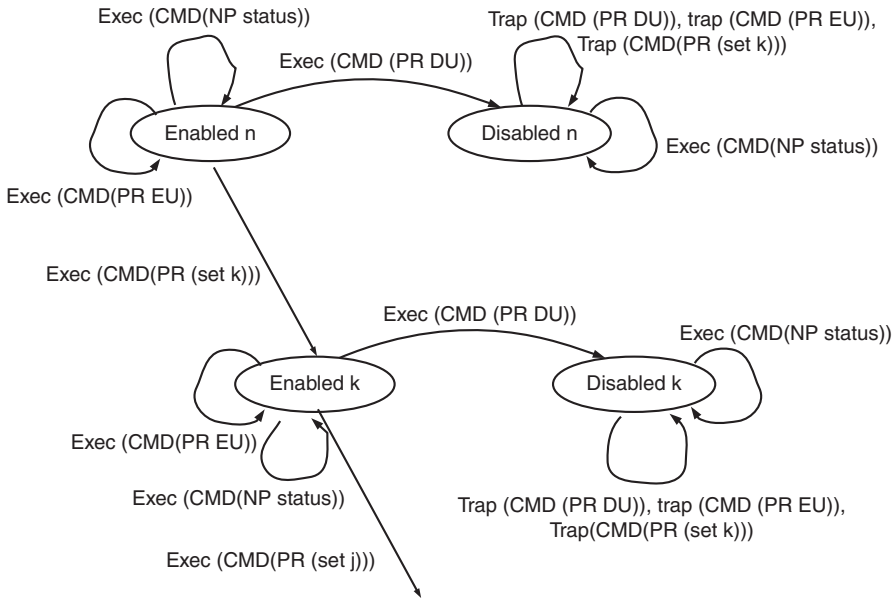 Exec (CMD(NP status))
Trap (CMD (PR DU)), trap (CMD (PR EU)),
Trap (CMD(PR (set k)))
Exec (CMD (PR DU))
Enabled n
Disabled n
Exec (CMD(NP status))
Exec (CMD(PR EU))
Exec (CMD(PR (set k)))
Exec (CMD (PR DU))
Exec (CMD(NP status))
Enabled k
Disabled k
Exec (CMD(PR EU))
Exec (CMD(NP status))
Trap (CMD (PR DU)), trap (CMD (PR EU)),
Trap(CMD(PR (set k)))
Exec (CMD(PR (set j)))